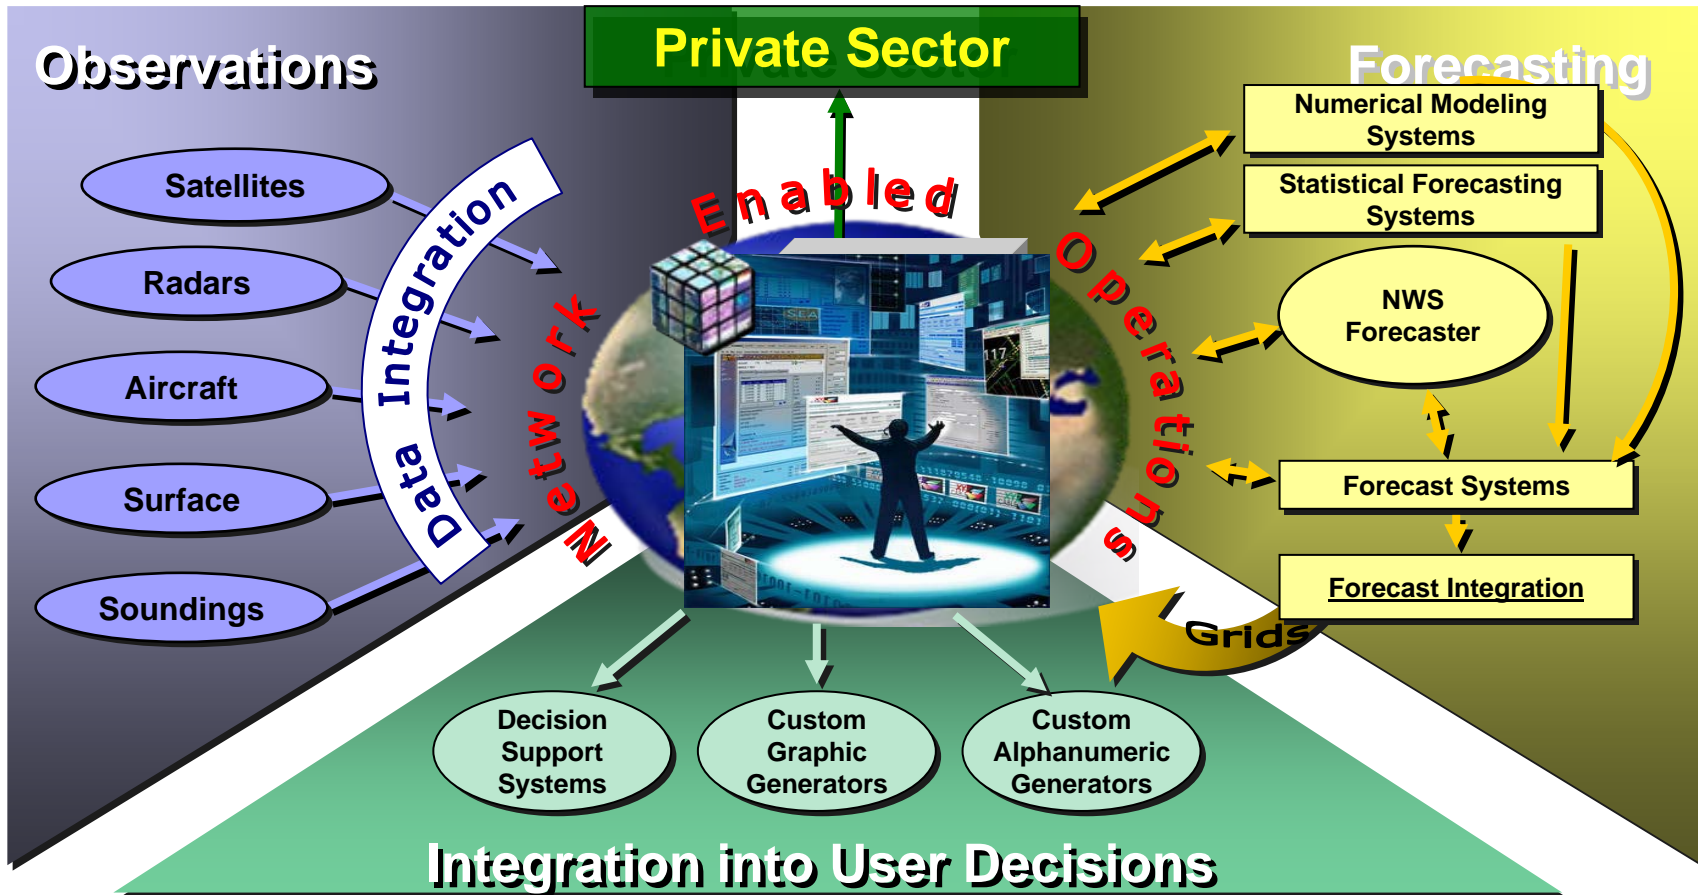 Observations
Private Sector
Forecasting
Satellites
Radars
Aircraft
Surface
Soundings
Data Integration
Network Enabled Operations
Numerical Modeling
Systems
Statistical Forecasting
Systems
NWS
Forecaster
Forecast Systems
Forecast Integration
Grids
SEA
117
Decision
Support
Systems
Custom
Graphic
Generators
Custom
Alphanumeric
Generators
Integration into User Decisions